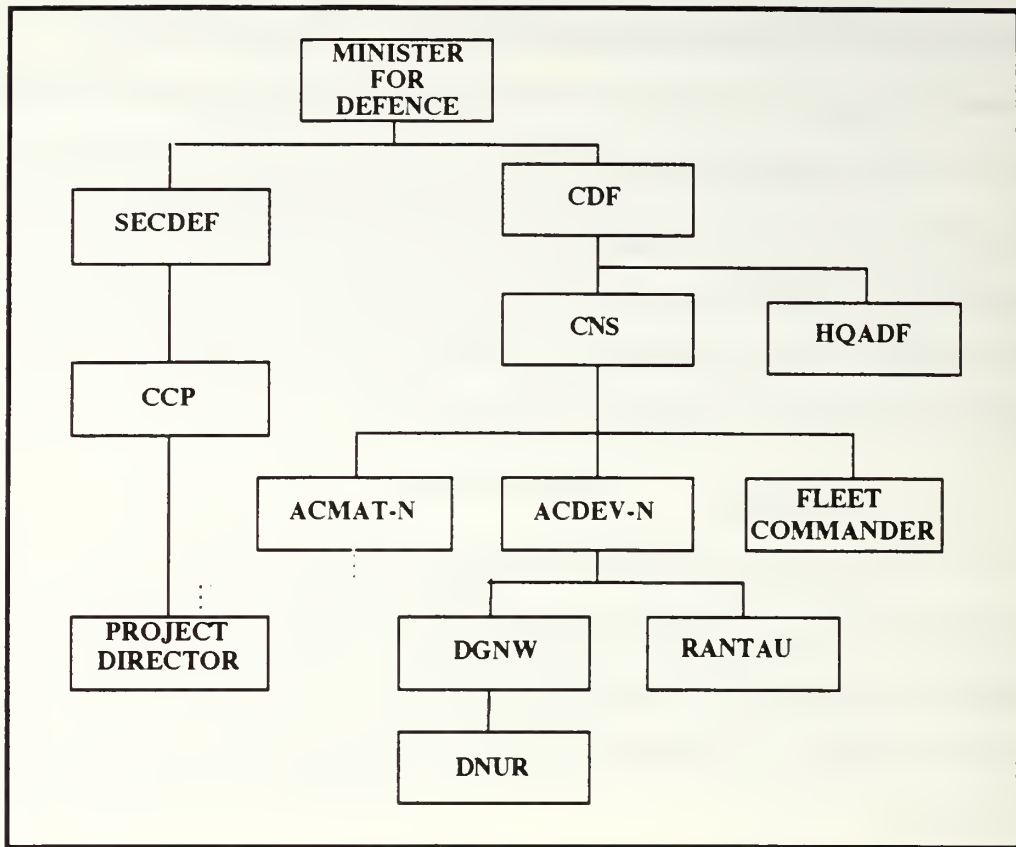 MINISTER
FOR
DEFENCE
SECDEF
CDF
CNS
HQADF
CCP
ACMAT-N
ACDEV-N
FLEET
COMMANDER
PROJECT
DIRECTOR
DGNW
RANTAU
DNUR